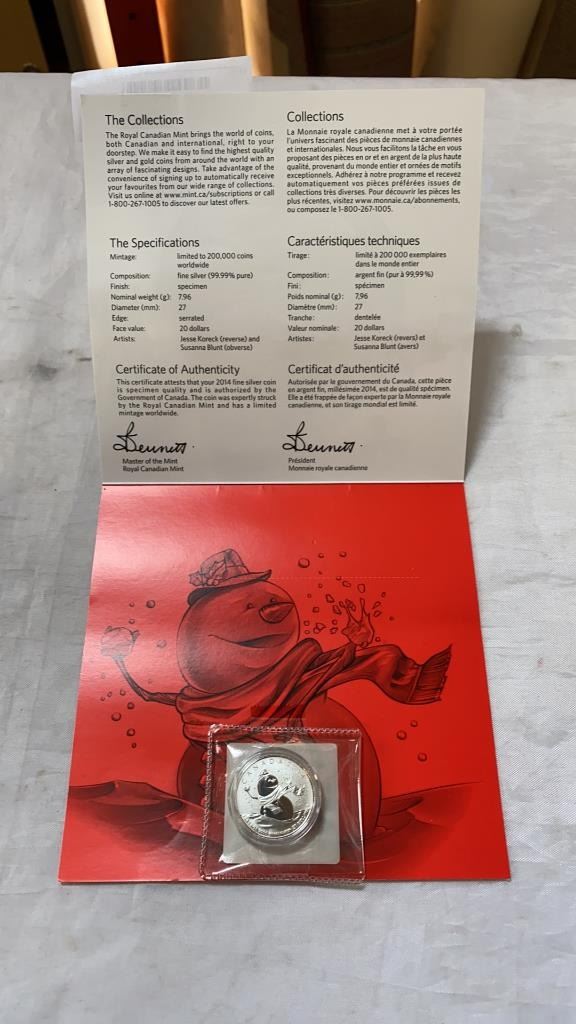 The Collections
The Royal Canadian Mint brings the world of coins,
both Canadian and international, right to your
doorstep. We make it easy to find the highest quality
silver and gold coins from around the world with an
array of fascinating designs. Take advantage of the
convenience of signing up to automatically receive
your favourites from our wide range of collections.
Visit us online at www.mint.ca/subscriptions or call
1-800-267-1005 to discover our latest offers.
Collections
La Monnaie royale canadienne met à votre portée
l'univers fascinant des pièces de monnaie canadiennes
et internationales. Nous vous facilitons la tâche en vous
proposant des pièces en or et en argent de la plus haute
qualité, provenant du monde entier et ornées de motifs
exceptionnels. Adhérez à notre programme et recevez
automatiquement vos pièces préférées issues de
collections très diverses. Pour découvrir les pièces les
plus récentes, visitez www.monnaie.ca/abonnements,
ou composez le 1-800-267-1005.
The Specifications
Mintage: limited to 200,000 coins
worldwide
Composition: fine silver (99.99% pure)
Finish: specimen
Nominal weight (g): 7.96
Diameter (mm): 27
Edge: serrated
Face value: 20 dollars
Artists: Jesse Koreck (reverse) and
Susanna Blunt (obverse)
Caractéristiques techniques
Tirage: limité à 200 000 exemplaires
dans le monde entier
Composition: argent fin (pur à 99,99 %)
Fini: spécimen
Poids nominal (g): 7,96
Diamètre (mm): 27
Tranche: dentelée
Valeur nominale: 20 dollars
Artistes: Jesse Koreck (revers) et
Susanna Blunt (avers)
Certificate of Authenticity
This certificate attests that your 2014 fine silver coin
is specimen quality and is authorized by the
Government of Canada. The coin was expertly struck
by the Royal Canadian Mint and has a limited
mintage worldwide.
Master of the Mint
Royal Canadian Mint
Certificat d'authenticité
Autorisée par le gouvernement du Canada, cette pièce
en argent fin, millésimée 2014, est de qualité spécimen.
Elle a été frappée de façon experte par la Monnaie royale
canadienne, et son tirage mondial est limité.
Président
Monnaie royale canadienne
CANADA